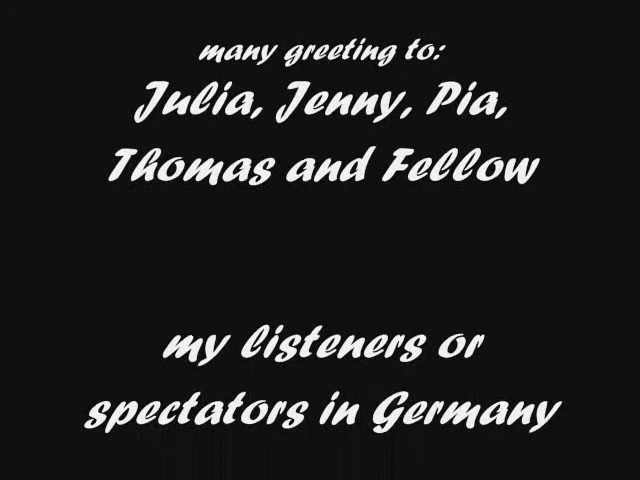 many greeting to:
Julia, Jenny, Pia,
Thomas and Fellow
my listeners or
spectators in Germany